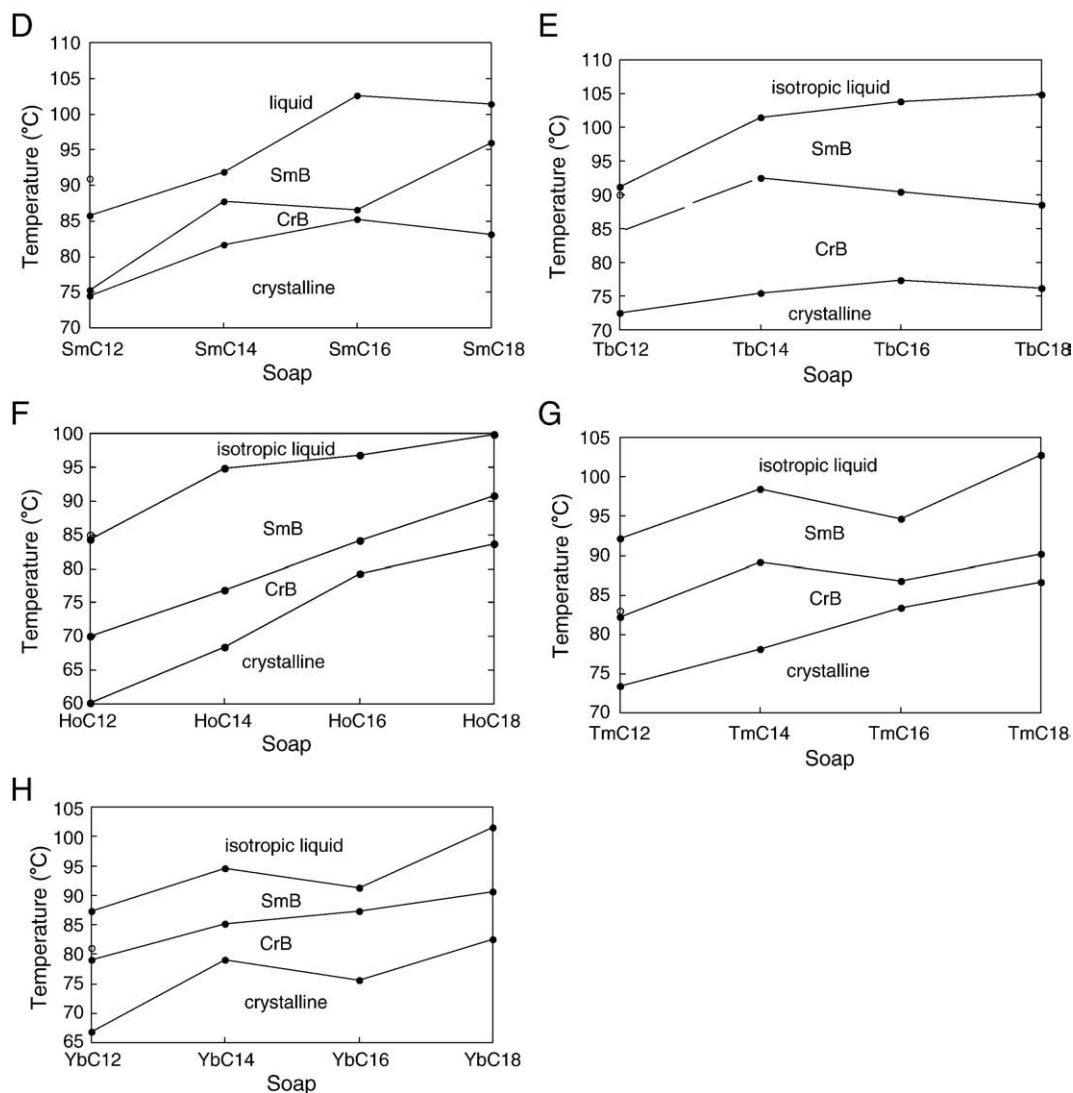 D
110
105
100
95
90
85
80
75
70
Temperature (°C)
liquid
SmB
CrB
crystalline
SmC12 SmC14 SmC16 SmC18
Soap
E
110
105
100
95
90
85
80
75
70
Temperature (°C)
isotropic liquid
SmB
CrB
crystalline
TbC12 TbC14 TbC16 TbC18
Soap
F
100
95
90
85
80
75
70
65
60
Temperature (°C)
isotropic liquid
SmB
CrB
crystalline
HoC12 HoC14 HoC16 HoC18
Soap
G
105
100
95
90
85
80
75
70
Temperature (°C)
isotropic liquid
SmB
CrB
crystalline
TmC12 TmC14 TmC16 TmC18
Soap
H
105
100
95
90
85
80
75
70
65
Temperature (°C)
isotropic liquid
SmB
CrB
crystalline
YbC12 YbC14 YbC16 YbC18
Soap